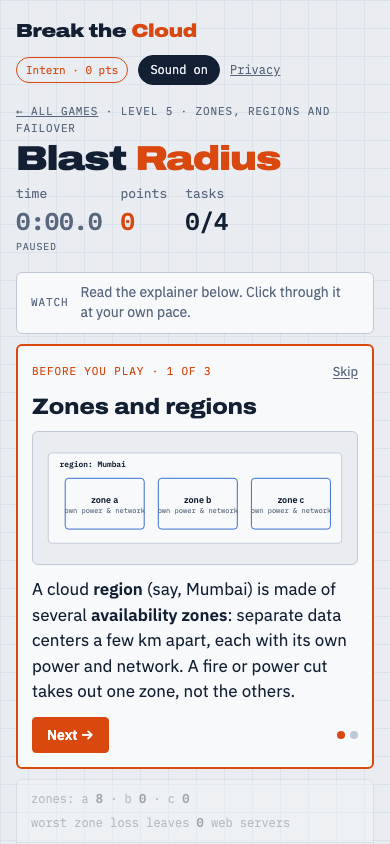 Break the Cloud
Intern · 0 pts
Sound on
Privacy
← ALL GAMES · LEVEL 5 · ZONES, REGIONS AND
FAILOVER
Blast Radius
time points tasks
0:00.0 0 0/4
PAUSED
WATCH
Read the explainer below. Click through it
at your own pace.
BEFORE YOU PLAY · 1 OF 3
Skip
Zones and regions
region: Mumbai
zone a zone b zone c
own power & network own power & network own power & network
A cloud region (say, Mumbai) is made of
several availability zones: separate data
centers a few km apart, each with its own
power and network. A fire or power cut
takes out one zone, not the others.
Next →
zones: a 8 · b 0 · c 0
worst zone loss leaves 0 web servers